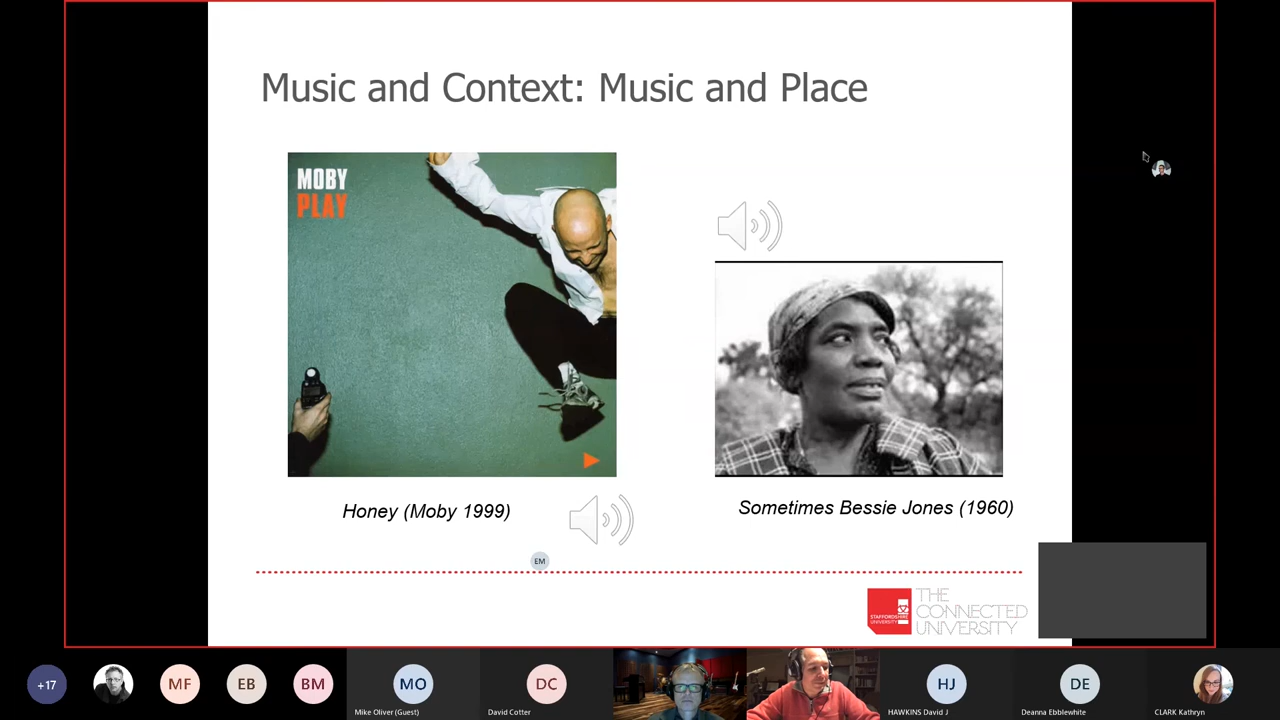 Music and Context: Music and Place
MOBY
PLAY
Honey (Moby 1999)
Sometimes Bessie Jones (1960)
EM
STAFFORDSHIRE
UNIVERSITY
THE
CONNECTED
UNIVERSITY
+17
MF
EB
BM
MO
Mike Oliver (Guest)
DC
David Cotter
HJ
HAWKINS David J
DE
Deanna Ebblewhite
CLARK Kathryn